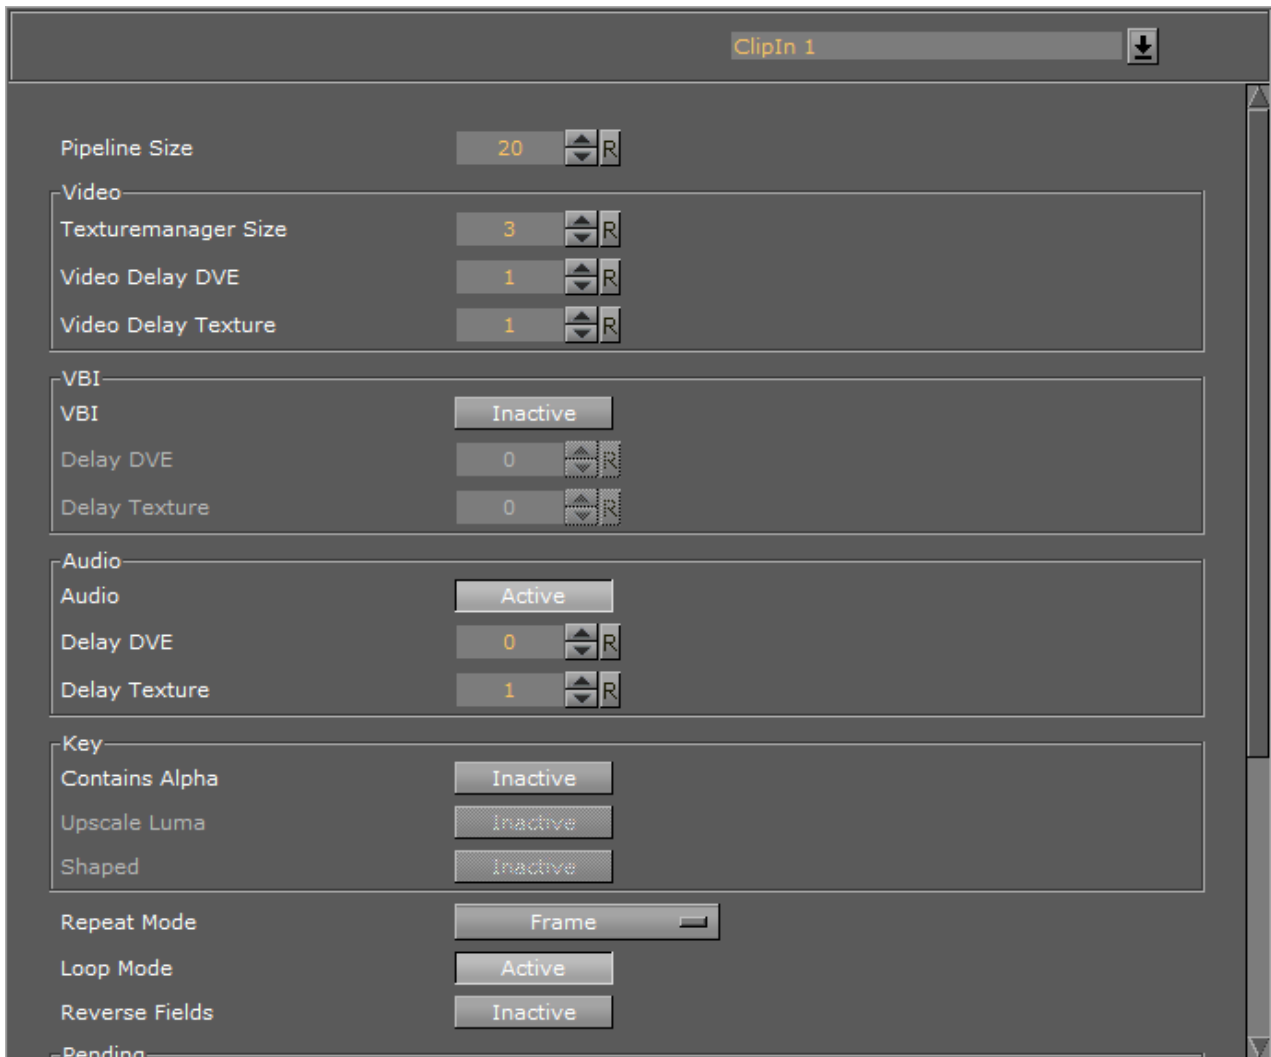 ClipIn 1
Pipeline Size 20 R
Video
Texturemanager Size 3 R
Video Delay DVE 1 R
Video Delay Texture 1 R
VBI
VBI Inactive
Delay DVE 0 R
Delay Texture 0 R
Audio
Audio Active
Delay DVE 0 R
Delay Texture 1 R
Key
Contains Alpha Inactive
Upscale Luma Inactive
Shaped Inactive
Repeat Mode Frame
Loop Mode Active
Reverse Fields Inactive
Pending